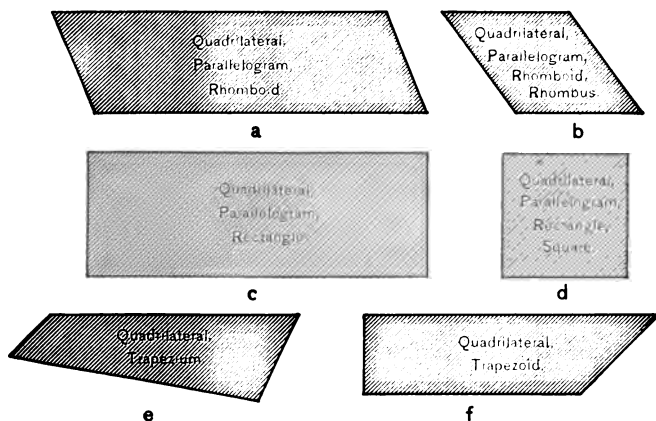 Quadrilateral,
Parallelogram,
Rhomboid.
a
Quadrilateral,
Parallelogram,
Rhomboid,
Rhombus.
b
Quadrilateral,
Parallelogram,
Rectangle.
c
Quadrilateral,
Parallelogram,
Rectangle,
Square.
d
Quadrilateral,
Trapezium.
e
Quadrilateral,
Trapezoid.
f